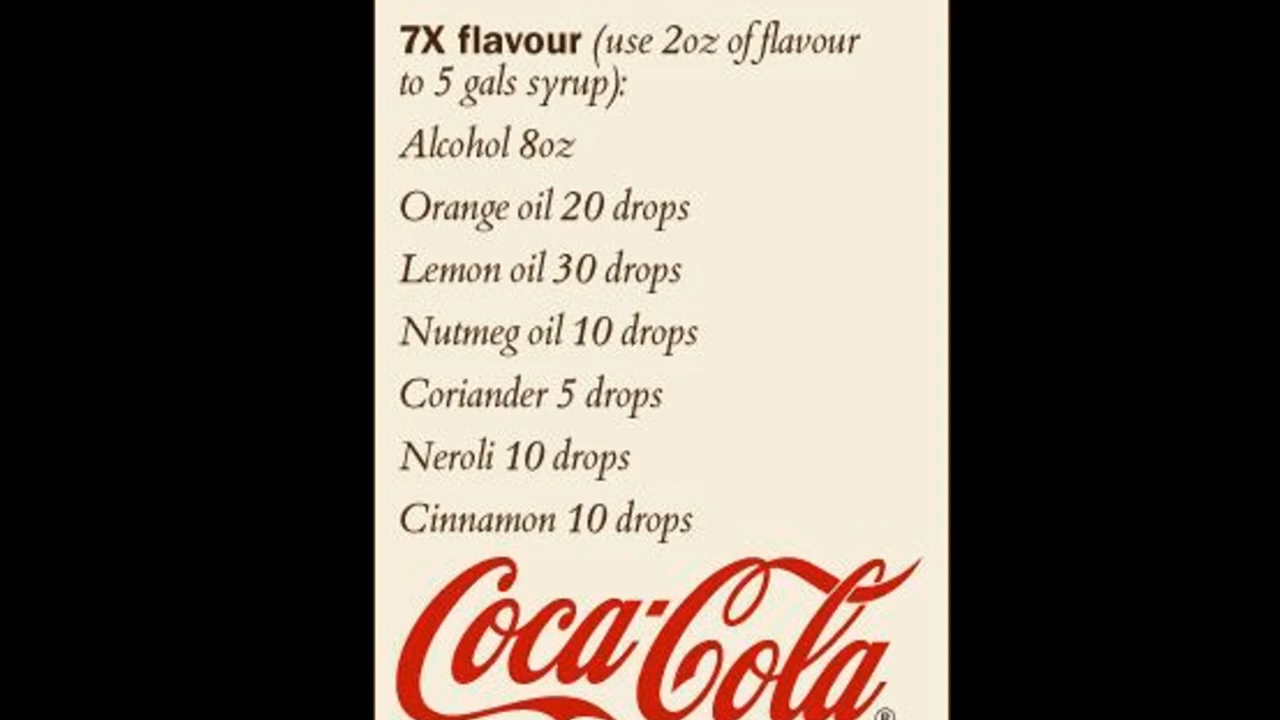 7X flavour (use 2oz of flavour
to 5 gals syrup):
Alcohol 8oz
Orange oil 20 drops
Lemon oil 30 drops
Nutmeg oil 10 drops
Coriander 5 drops
Neroli 10 drops
Cinnamon 10 drops
Coca-Cola ®